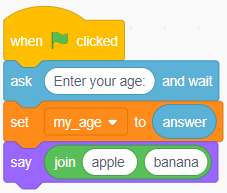 when clicked
ask Enter your age: and wait
set my_age to answer
say join apple banana